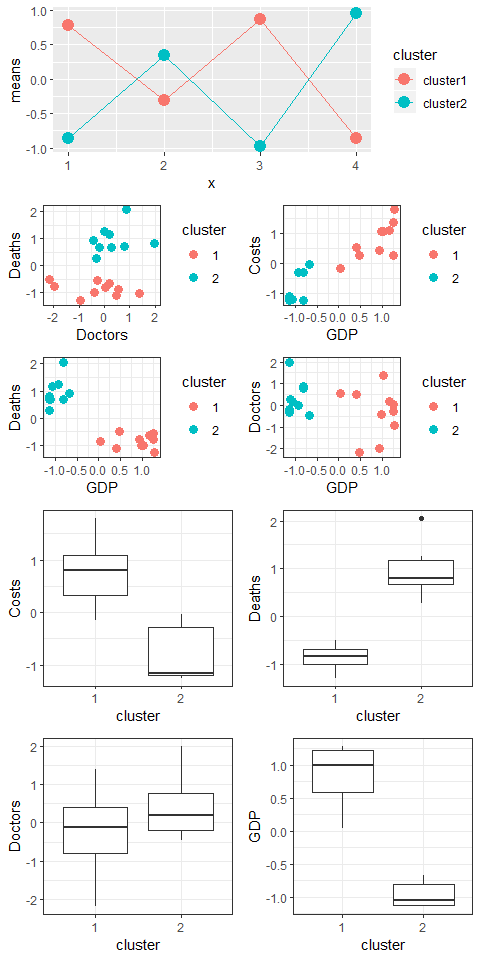 1.0
0.5
0.0
-0.5
-1.0
means
1 2 3 4
x
cluster
cluster1
cluster2
2
1
0
-1
Deaths
-2 -1 0 1 2
Doctors
cluster
1
2
1
0
-1
Costs
-1.0 -0.5 0.0 0.5 1.0
GDP
cluster
1
2
2
1
0
-1
Deaths
-1.0 -0.5 0.0 0.5 1.0
GDP
cluster
1
2
2
1
0
-1
-2
Doctors
-1.0 -0.5 0.0 0.5 1.0
GDP
cluster
1
2
1
0
-1
Costs
1 2
cluster
2
1
0
-1
Deaths
1 2
cluster
2
1
0
-1
-2
Doctors
1 2
cluster
1.0
0.5
0.0
-0.5
-1.0
GDP
1 2
cluster